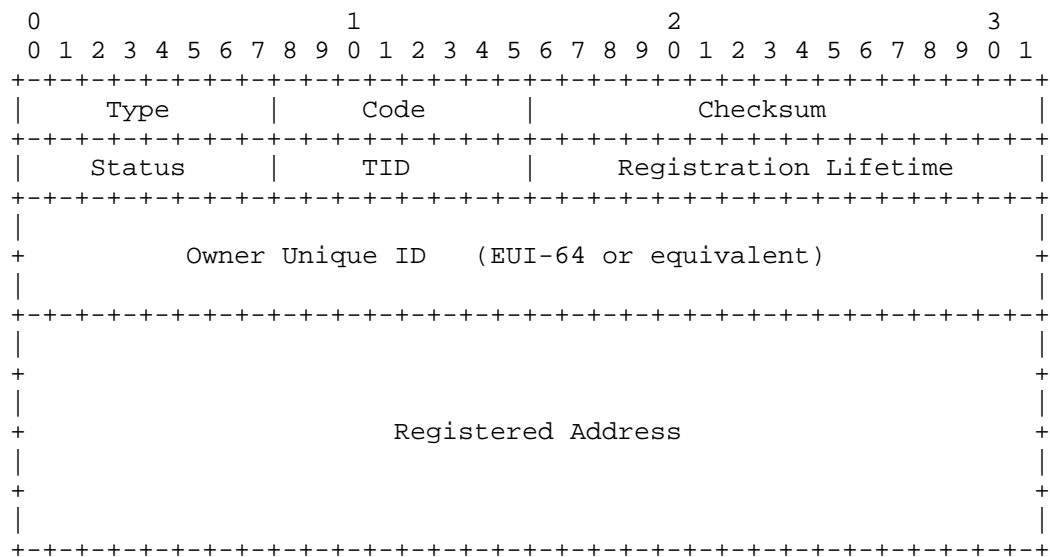 0                   1                   2                   3
 0 1 2 3 4 5 6 7 8 9 0 1 2 3 4 5 6 7 8 9 0 1 2 3 4 5 6 7 8 9 0 1
+-+-+-+-+-+-+-+-+-+-+-+-+-+-+-+-+-+-+-+-+-+-+-+-+-+-+-+-+-+-+-+-+
|     Type      |     Code      |          Checksum             |
+-+-+-+-+-+-+-+-+-+-+-+-+-+-+-+-+-+-+-+-+-+-+-+-+-+-+-+-+-+-+-+-+
|    Status     |     TID       |     Registration Lifetime     |
+-+-+-+-+-+-+-+-+-+-+-+-+-+-+-+-+-+-+-+-+-+-+-+-+-+-+-+-+-+-+-+-+
|                                                               |
+          Owner Unique ID   (EUI-64 or equivalent)             +
|                                                               |
+-+-+-+-+-+-+-+-+-+-+-+-+-+-+-+-+-+-+-+-+-+-+-+-+-+-+-+-+-+-+-+-+
|                                                               |
+                                                               +
|                                                               |
+                       Registered Address                      +
|                                                               |
+                                                               +
|                                                               |
+-+-+-+-+-+-+-+-+-+-+-+-+-+-+-+-+-+-+-+-+-+-+-+-+-+-+-+-+-+-+-+-+